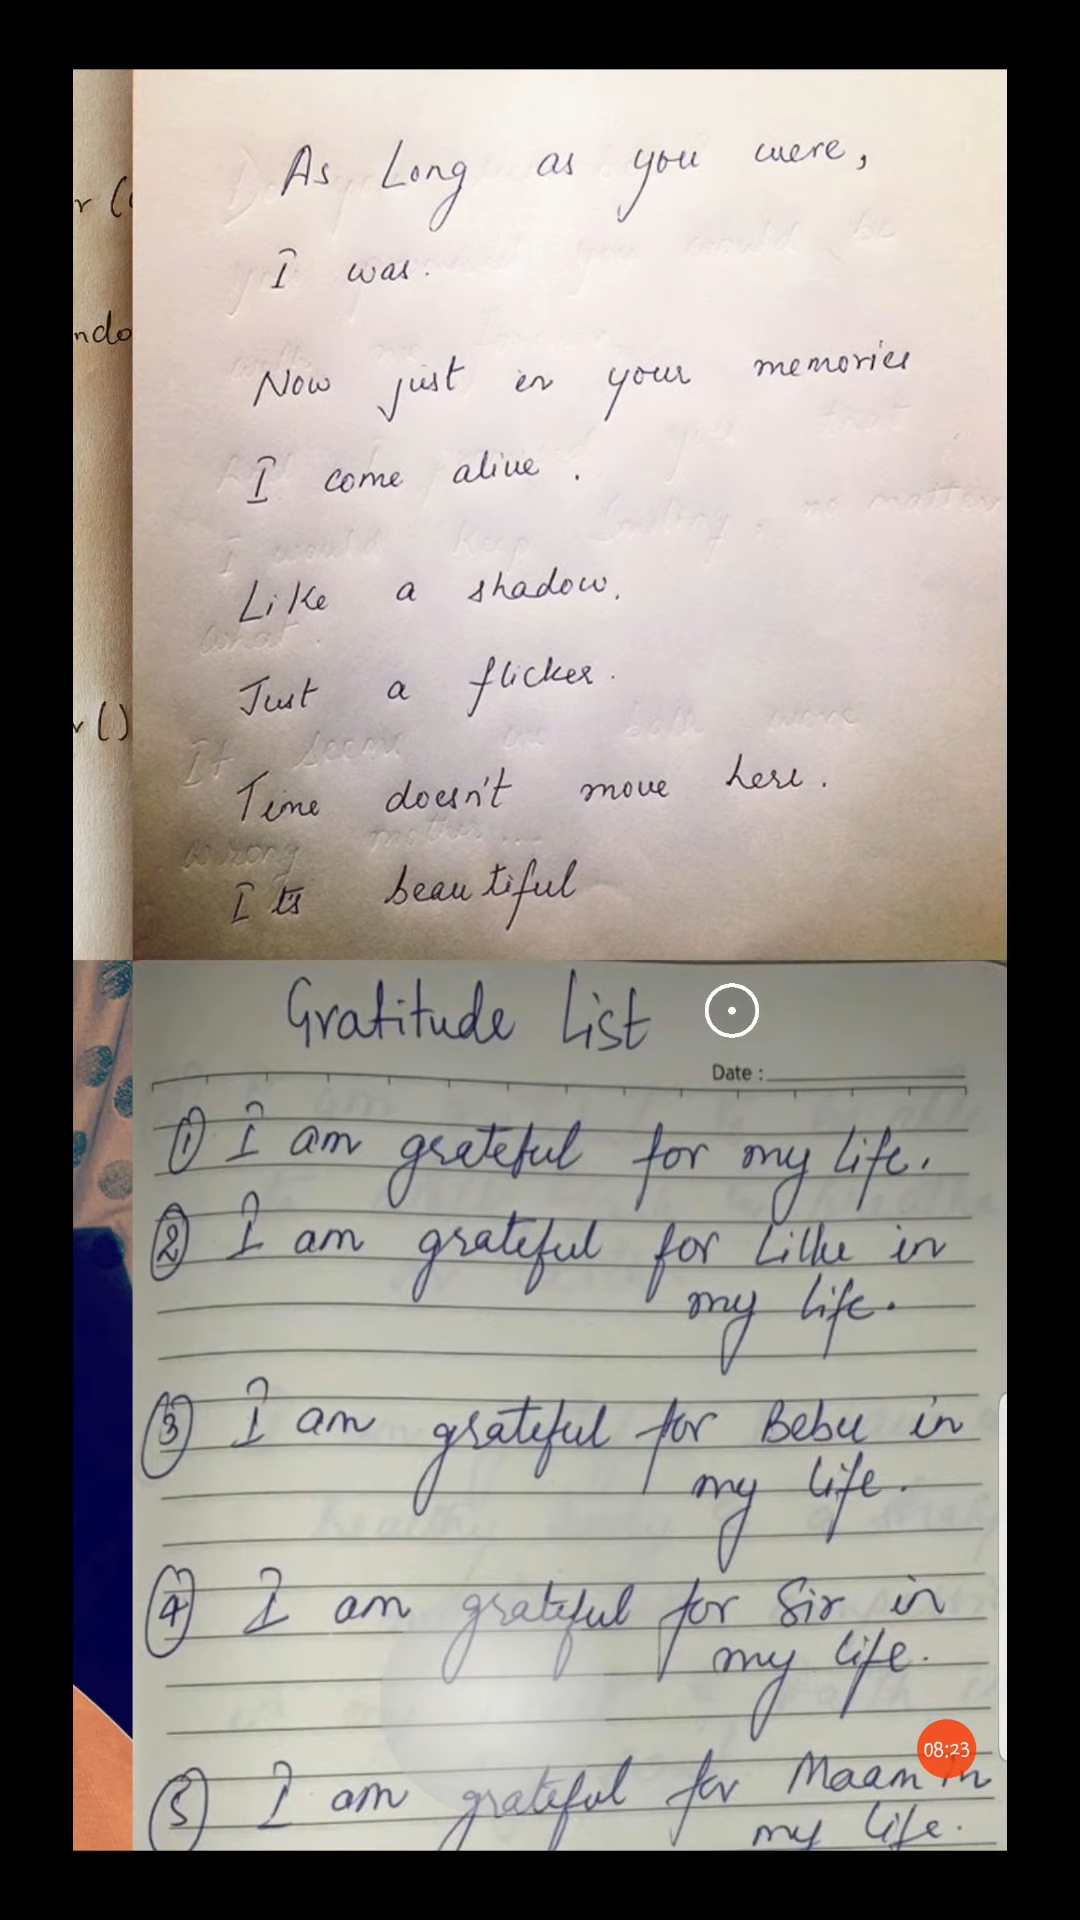 As Long as you were,
I was.
Now just in your memories
I come alive.
Like a shadow.
Just a flicker.
Time doesn't move here.
Its beautiful
Gratitude List
Date :
① I am grateful for my life.
② I am grateful for in
my life.
③ I am grateful for Bebu in
my life.
④ I am grateful for Sir in
my life.
08:23
⑤ I am grateful for Maam in
my life.